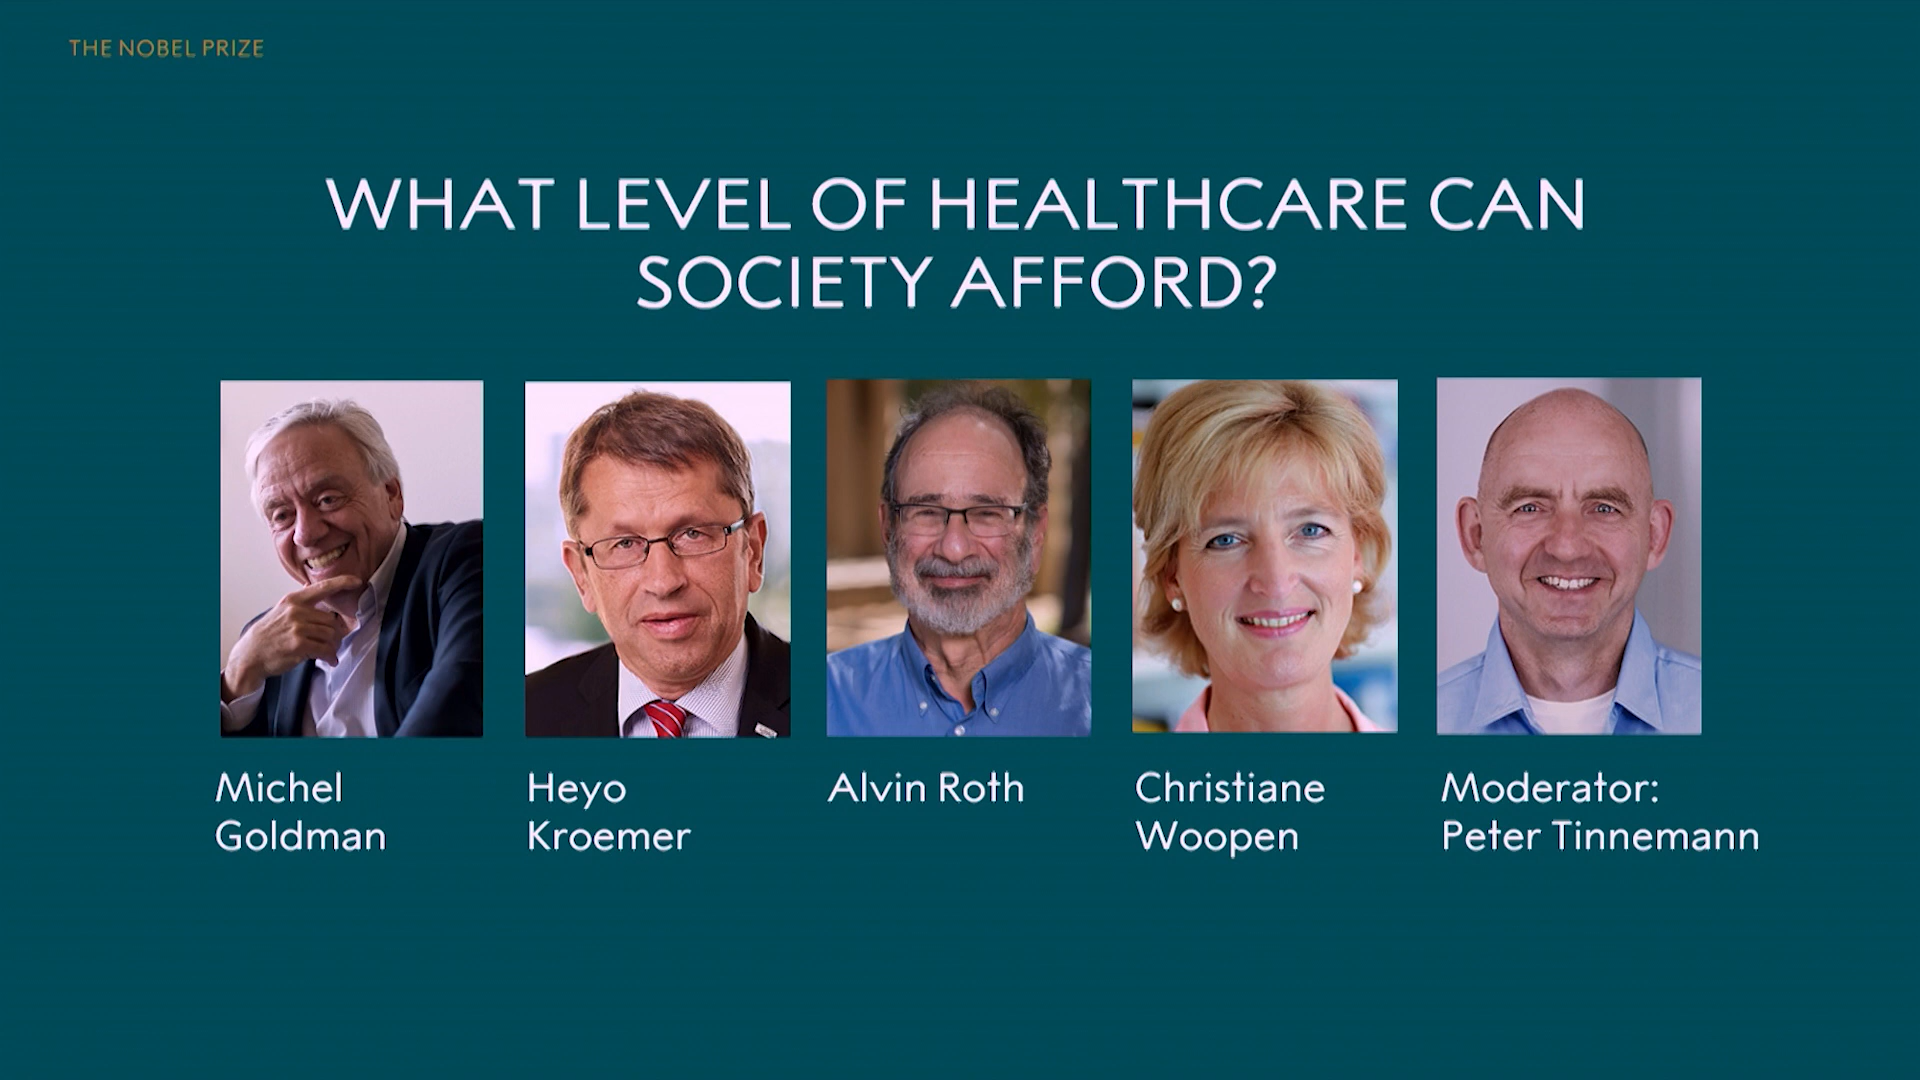 THE NOBEL PRIZE
WHAT LEVEL OF HEALTHCARE CAN
SOCIETY AFFORD?
Michel
Goldman
Heyo
Kroemer
Alvin Roth
Christiane
Woopen
Moderator:
Peter Tinnemann